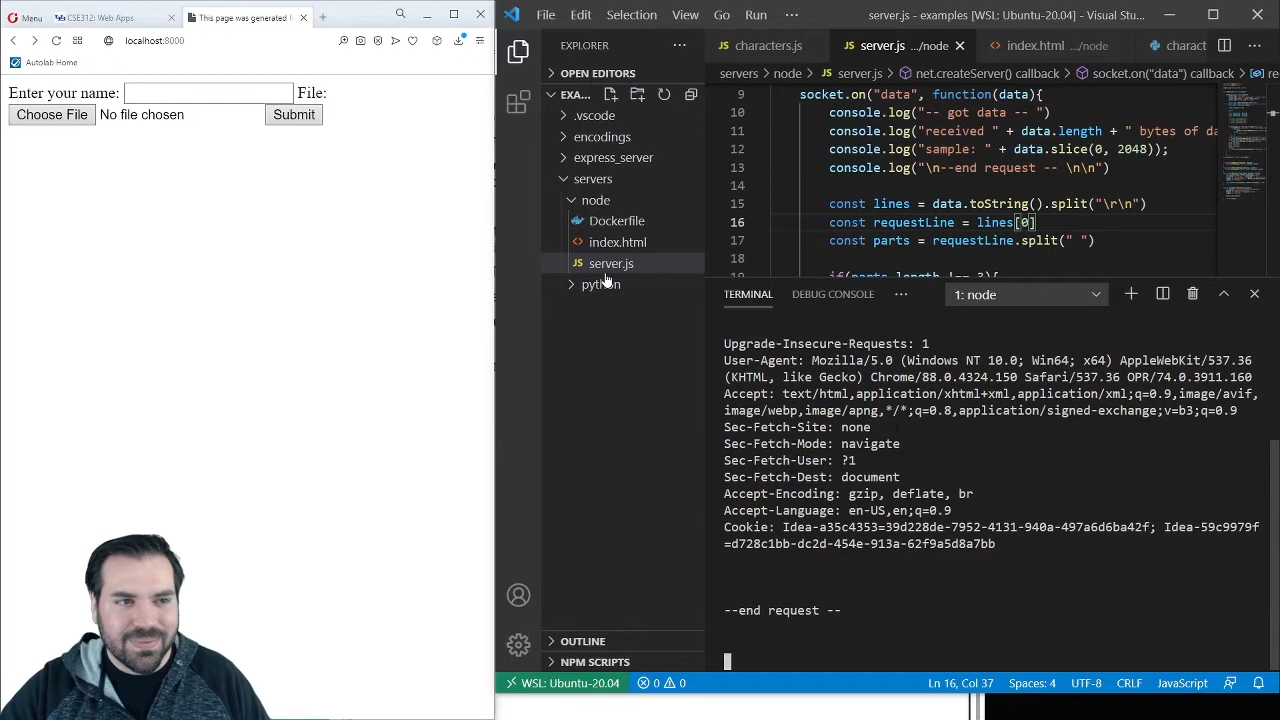 Menu
CSE312: Web Apps
This page was generated f
localhost:8000
Autolab Home
Enter your name:
File:
Choose File No file chosen
Submit
File Edit Selection View Go Run ···
server.js - examples [WSL: Ubuntu-20.04] - Visual Stu...
EXPLORER
OPEN EDITORS
EXA...
.vscode
encodings
express_server
servers
node
Dockerfile
index.html
JS server.js
python
OUTLINE
NPM SCRIPTS
JS characters.js
JS server.js .../node
index.html .../node
charact
servers > node > JS server.js > net.createServer() callback > socket.on("data") callback > re
9 socket.on("data", function(data){
10 console.log("-- got data -- ")
11 console.log("received " + data.length + " bytes of da
12 console.log("sample: " + data.slice(0, 2048));
13 console.log("\n--end request -- \n\n")
14
15 const lines = data.toString().split("\r\n")
16 const requestLine = lines[0]
17 const parts = requestLine.split(" ")
18
19 if(parts.length !== 3){
TERMINAL DEBUG CONSOLE ··· 1: node
Upgrade-Insecure-Requests: 1
User-Agent: Mozilla/5.0 (Windows NT 10.0; Win64; x64) AppleWebKit/537.36
(KHTML, like Gecko) Chrome/88.0.4324.150 Safari/537.36 OPR/74.0.3911.160
Accept: text/html,application/xhtml+xml,application/xml;q=0.9,image/avif,
image/webp,image/apng,*/*;q=0.8,application/signed-exchange;v=b3;q=0.9
Sec-Fetch-Site: none
Sec-Fetch-Mode: navigate
Sec-Fetch-User: ?1
Sec-Fetch-Dest: document
Accept-Encoding: gzip, deflate, br
Accept-Language: en-US,en;q=0.9
Cookie: Idea-a35c4353=39d228de-7952-4131-940a-497a6d6ba42f; Idea-59c9979f
=d728c1bb-dc2d-454e-913a-62f9a5d8a7bb
--end request --
WSL: Ubuntu-20.04 0 0 Ln 16, Col 37 Spaces: 4 UTF-8 CRLF JavaScript